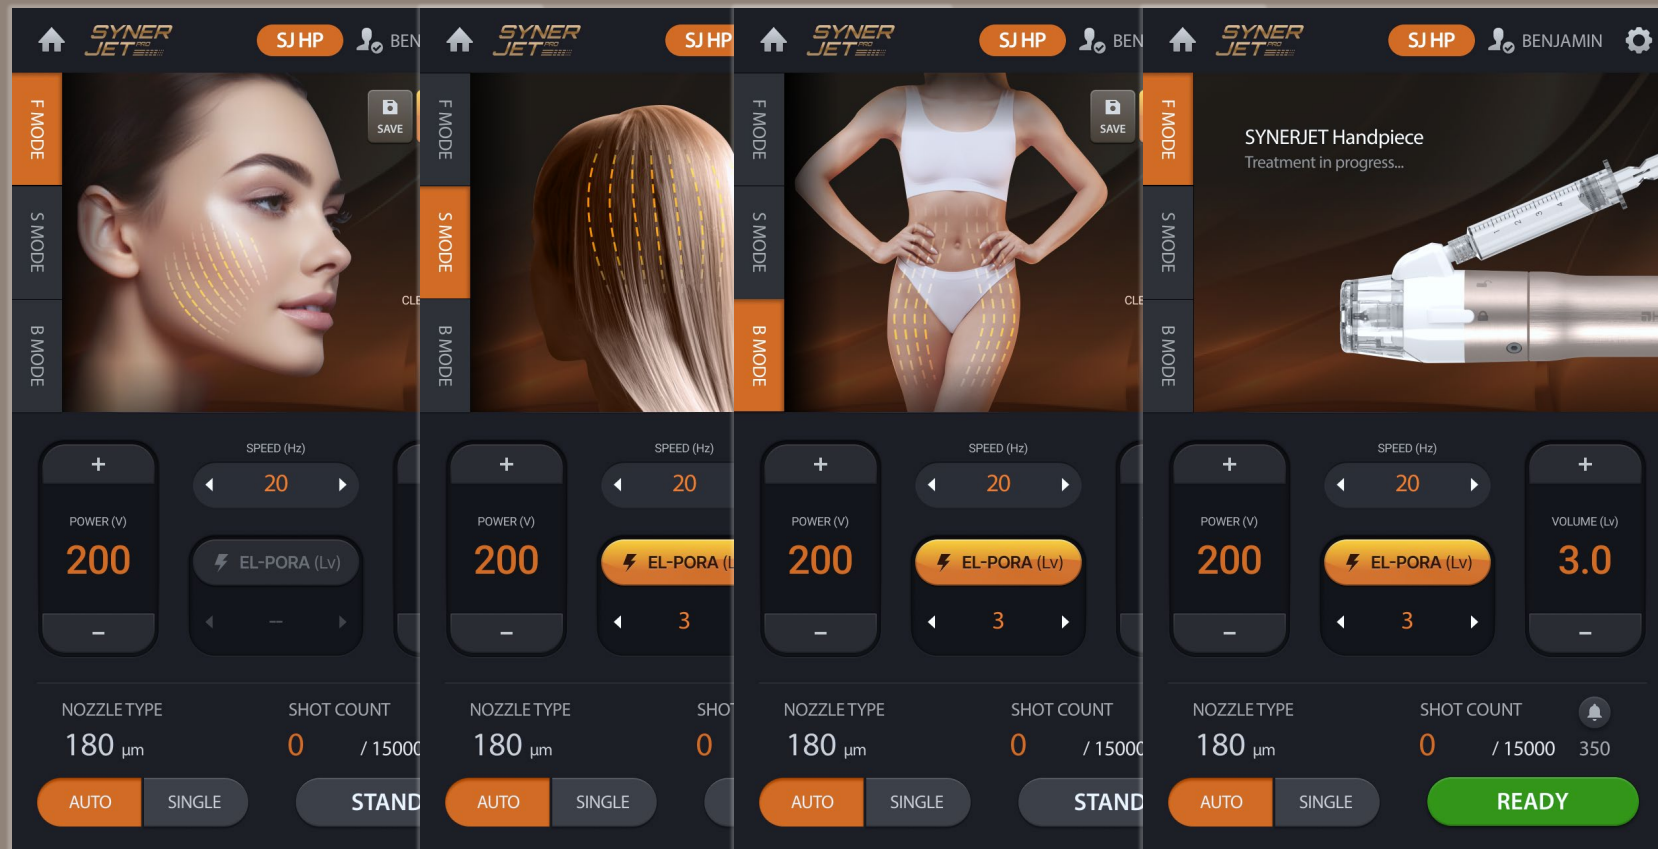 SYNER
JET PRO
SJ HP
BEN
F MODE
S MODE
B MODE
SAVE
CLE
+
POWER (V)
200
−
SPEED (Hz)
20
EL-PORA (Lv)
--
NOZZLE TYPE
180 μm
SHOT COUNT
0 / 15000
AUTO
SINGLE
STAND
SYNER
JET PRO
SJ HP
F MODE
S MODE
B MODE
+
POWER (V)
200
−
SPEED (Hz)
20
EL-PORA (L
3
NOZZLE TYPE
180 μm
SHO
0
AUTO
SINGLE
SYNER
JET PRO
SJ HP
BEN
F MODE
S MODE
B MODE
SAVE
CLE
+
POWER (V)
200
−
SPEED (Hz)
20
EL-PORA (Lv)
3
NOZZLE TYPE
180 μm
SHOT COUNT
0 / 15000
AUTO
SINGLE
STAND
SYNER
JET PRO
SJ HP
BENJAMIN
F MODE
S MODE
B MODE
SYNERJET Handpiece
Treatment in progress...
+
POWER (V)
200
−
SPEED (Hz)
20
EL-PORA (Lv)
3
+
VOLUME (Lv)
3.0
−
NOZZLE TYPE
180 μm
SHOT COUNT
0 / 15000
350
AUTO
SINGLE
READY